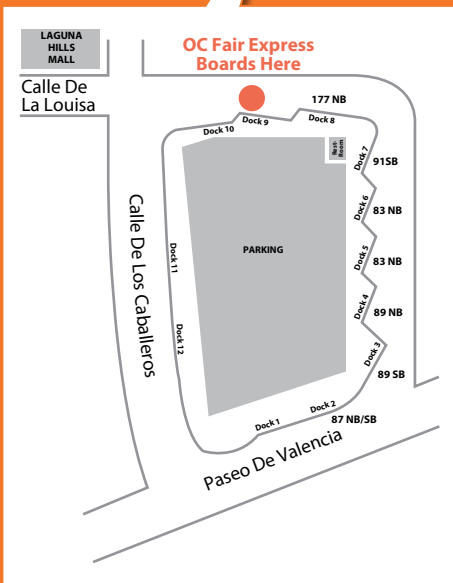 LAGUNA
HILLS
MALL
OC Fair Express
Boards Here
Calle De
La Louisa
177 NB
Dock 10
Dock 9
Dock 8
Rest-
Room
Dock 7
91SB
Dock 6
83 NB
Calle De Los Caballeros
Dock 11
PARKING
Dock 5
83 NB
Dock 4
89 NB
Dock 12
Dock 3
89 SB
Dock 2
Dock 1
87 NB/SB
Paseo De Valencia